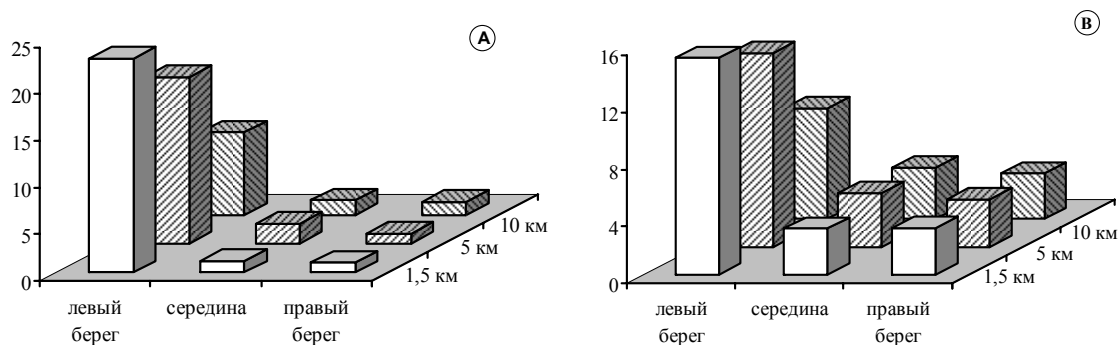 A
25
20
15
10
5
0
левый берег
середина
правый берег
1,5 км
5 км
10 км
B
16
12
8
4
0
левый берег
середина
правый берег
1,5 км
5 км
10 км